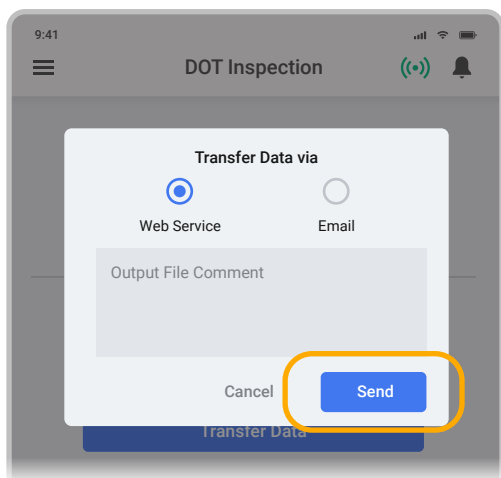 9:41
DOT Inspection
Transfer Data via
Web Service
Email
Output File Comment
Cancel
Send
Transfer Data